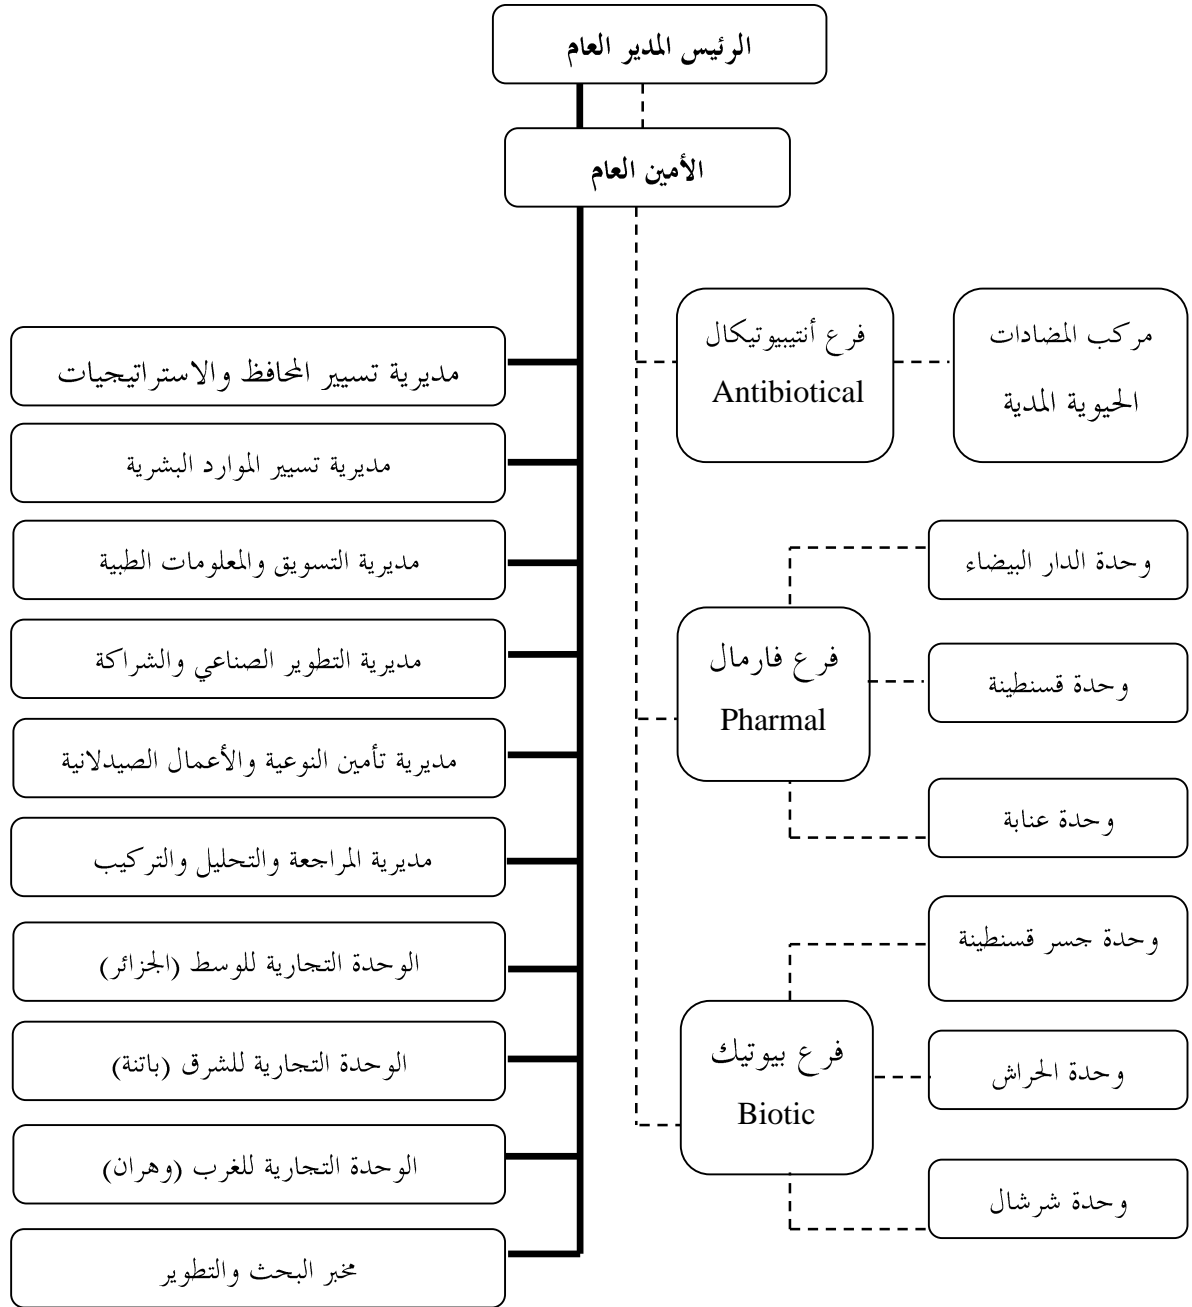 الرئيس المدير العام
الأمين العام
فرع أنتيبيوتيكال
Antibiotical
مركب المضادات
الحيوية المدية
وحدة الدار البيضاء
فرع فارمال
Pharmal
وحدة قسنطينة
وحدة عنابة
وحدة جسر قسنطينة
فرع بيوتيك
Biotic
وحدة الحراش
وحدة شرشال
مديرية تسيير المحافظ والاستراتيجيات
مديرية تسيير الموارد البشرية
مديرية التسويق والمعلومات الطبية
مديرية التطوير الصناعي والشراكة
مديرية تأمين النوعية والأعمال الصيدلانية
مديرية المراجعة والتحليل والتركيب
الوحدة التجارية للوسط (الجزائر)
الوحدة التجارية للشرق (باتنة)
الوحدة التجارية للغرب (وهران)
مخبر البحث والتطوير